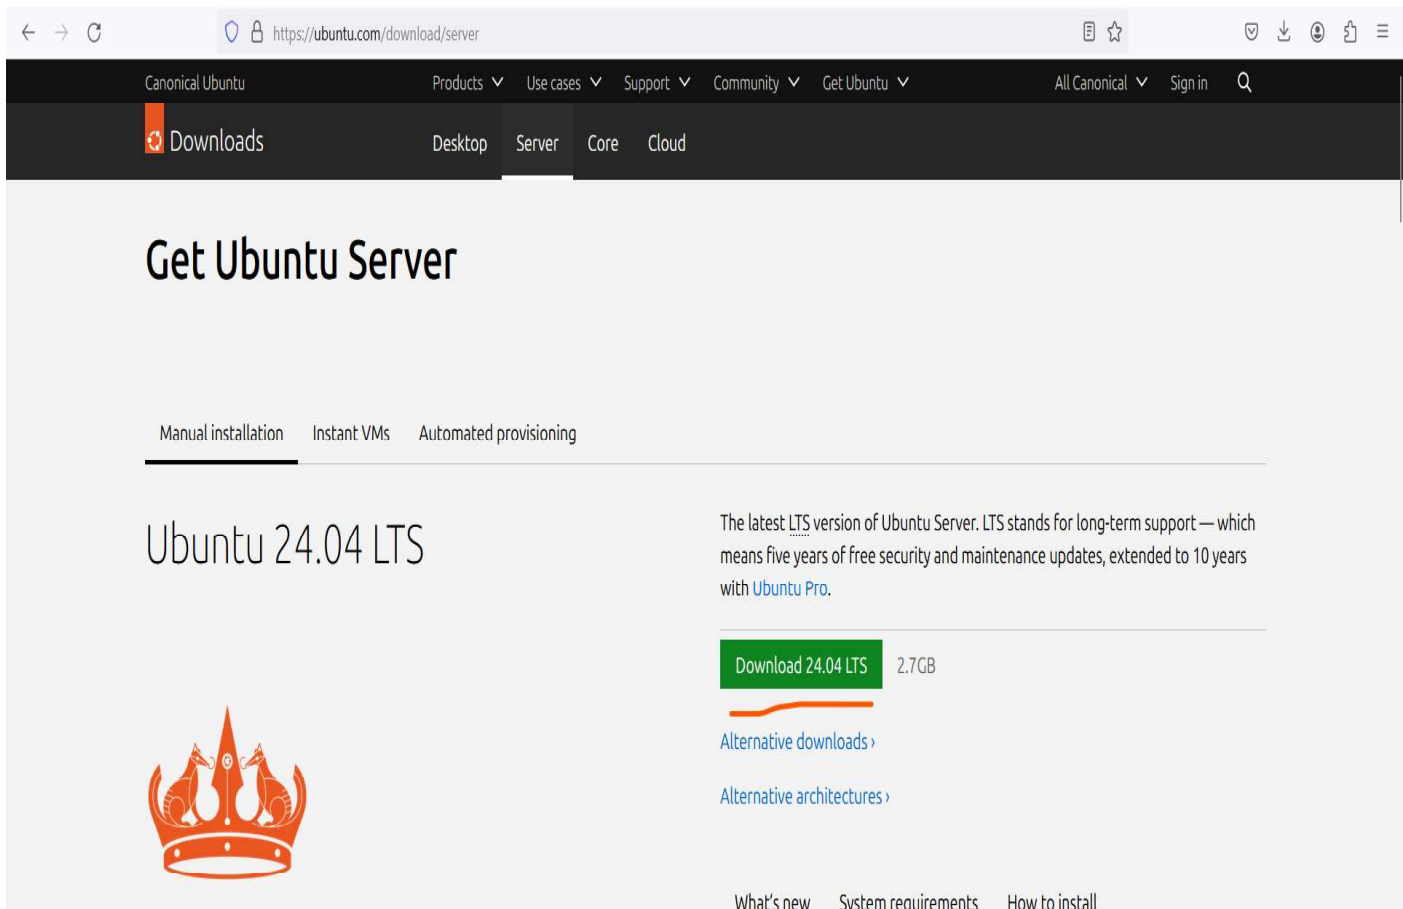 https://ubuntu.com/download/server
Canonical Ubuntu Products Use cases Support Community Get Ubuntu All Canonical Sign in
Downloads Desktop Server Core Cloud
Get Ubuntu Server
Manual installation Instant VMs Automated provisioning
Ubuntu 24.04 LTS
The latest LTS version of Ubuntu Server. LTS stands for long-term support — which
means five years of free security and maintenance updates, extended to 10 years
with Ubuntu Pro.
Download 24.04 LTS 2.7GB
Alternative downloads ›
Alternative architectures ›
What's new System requirements How to install